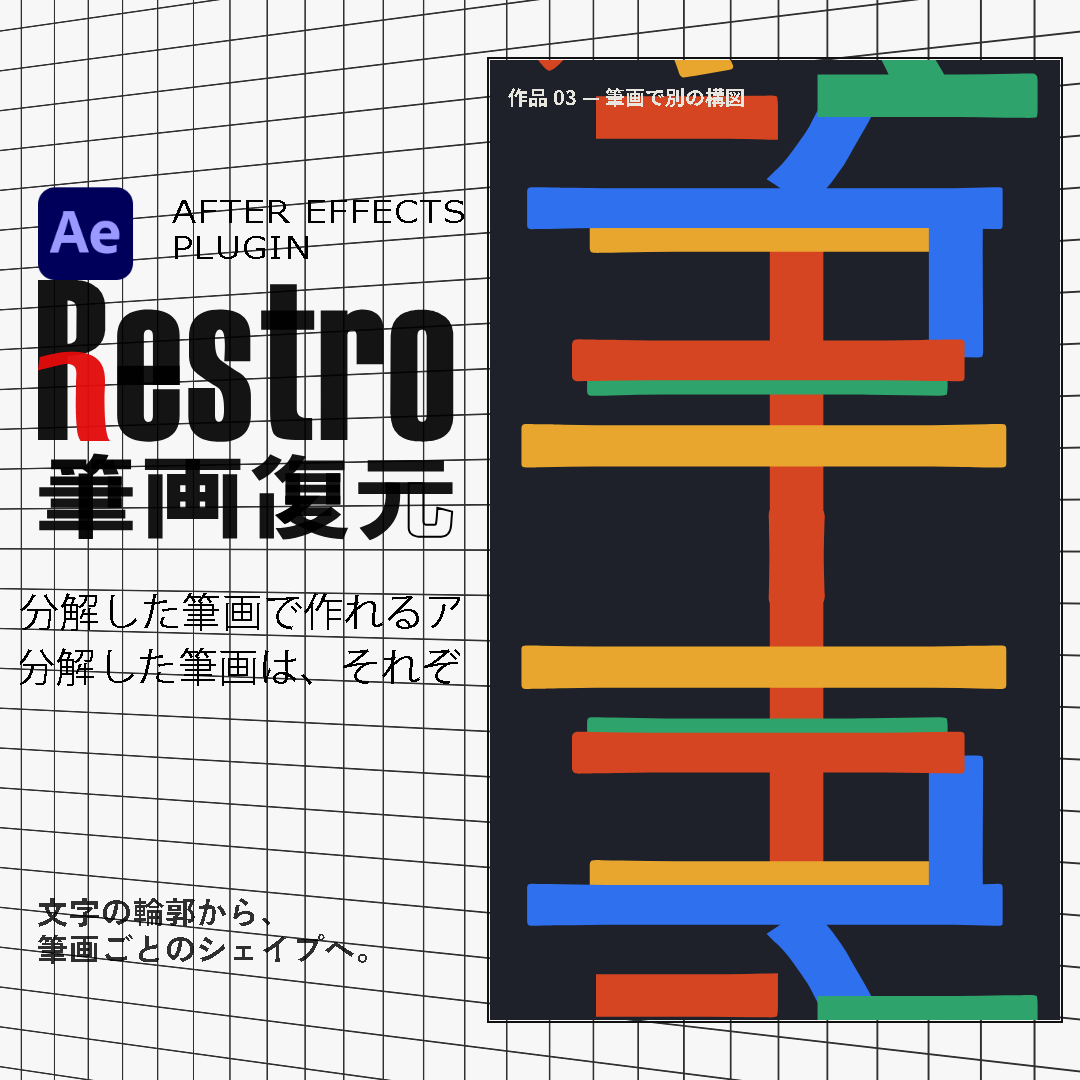 Ae
AFTER EFFECTS
PLUGIN
Restro
筆画復元
分解した筆画で作れるア
分解した筆画は、それぞ
文字の輪郭から、
筆画ごとのシェイプへ。
作品 03 — 筆画で別の構図